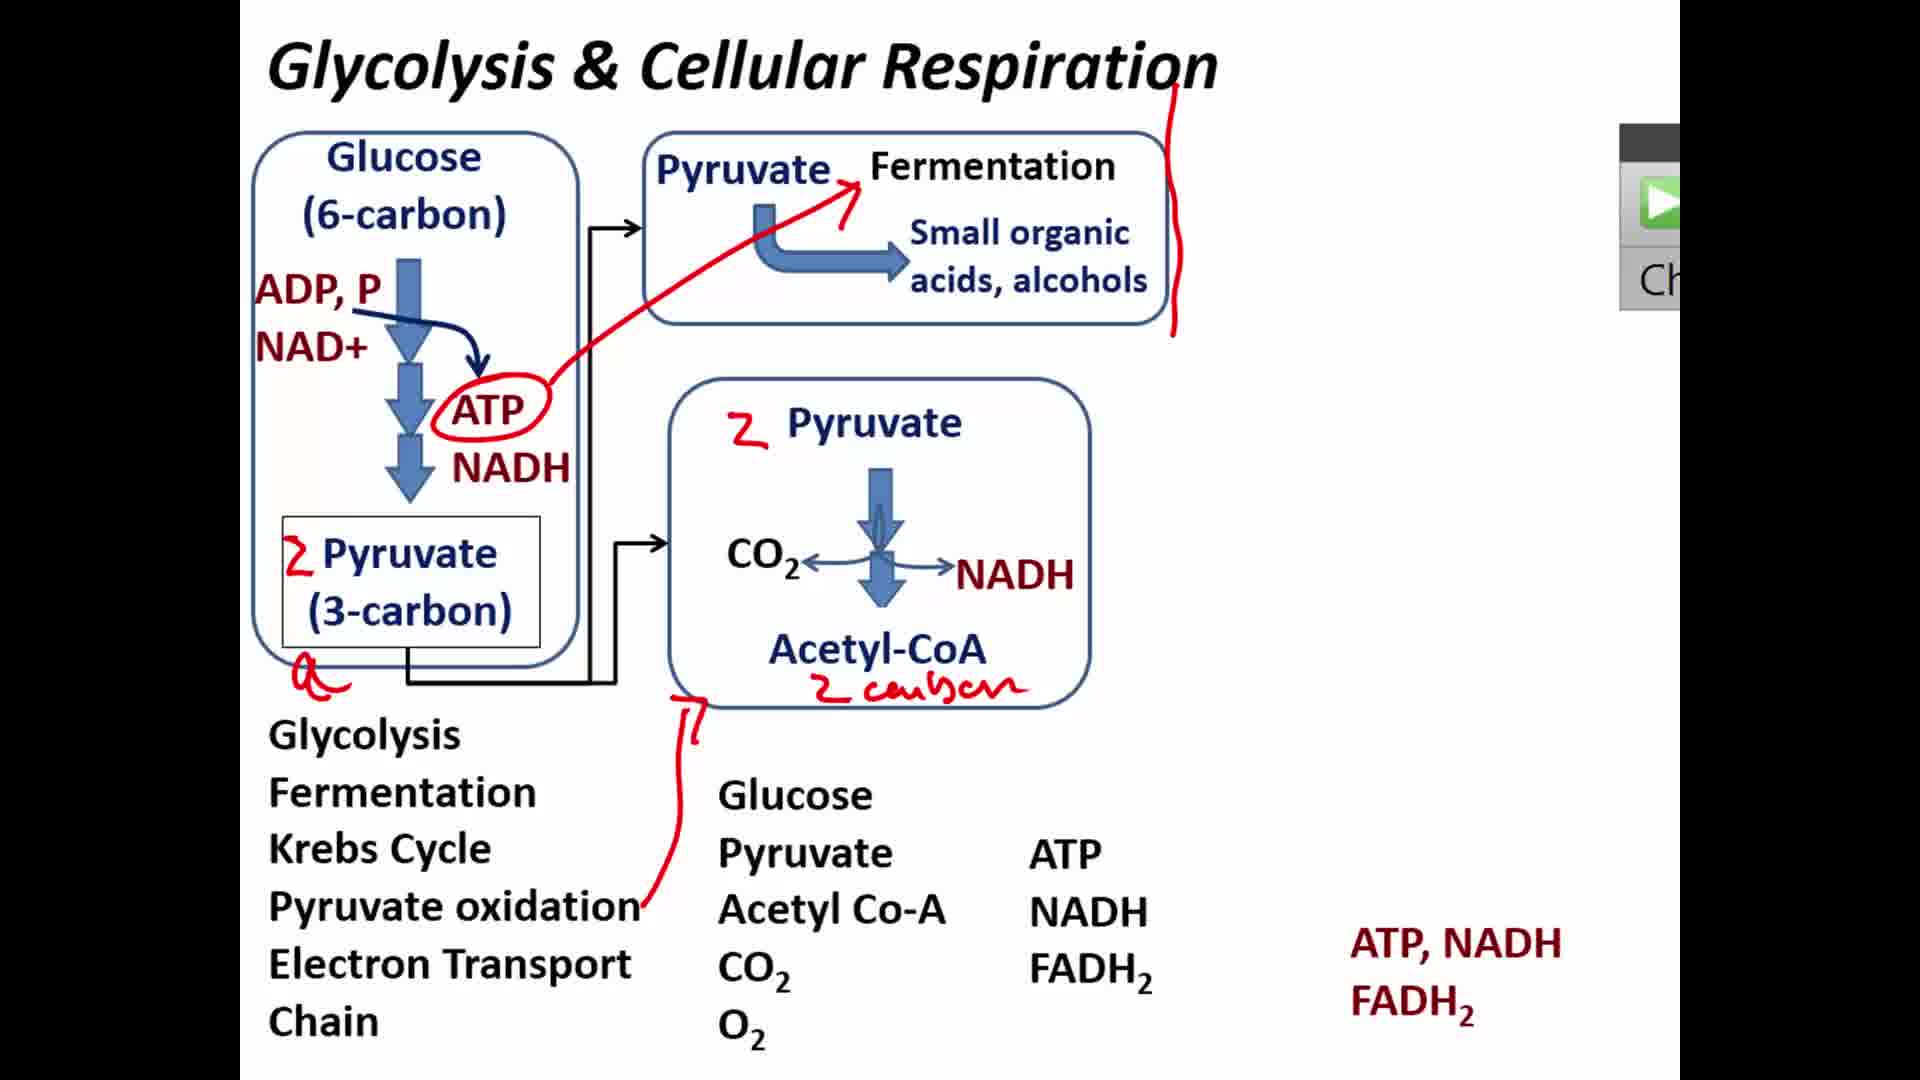 Glycolysis & Cellular Respiration
Glucose
(6-carbon)
ADP, P
NAD+
ATP
NADH
2 Pyruvate
(3-carbon)
Pyruvate
Fermentation
Small organic
acids, alcohols
2 Pyruvate
CO₂
NADH
Acetyl-CoA
2 carbon
Glycolysis
Fermentation
Krebs Cycle
Pyruvate oxidation
Electron Transport
Chain
Glucose
Pyruvate
Acetyl Co-A
CO₂
O₂
ATP
NADH
FADH₂
ATP, NADH
FADH₂
Ch